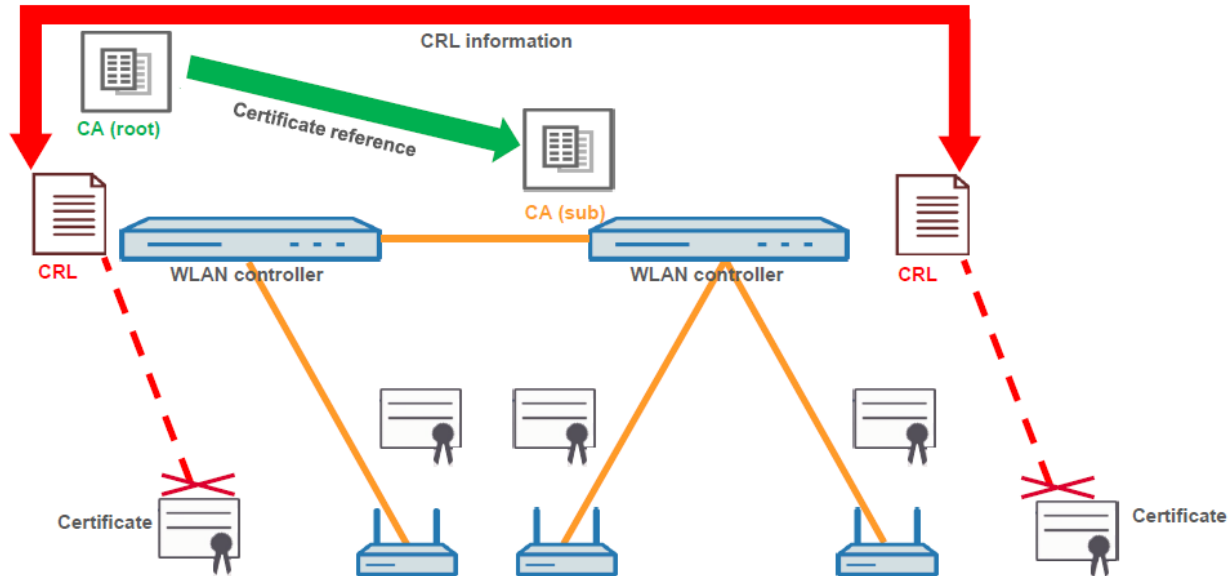 CRL information
CA (root)
Certificate reference
CA (sub)
CRL
WLAN controller
WLAN controller
CRL
Certificate
Certificate